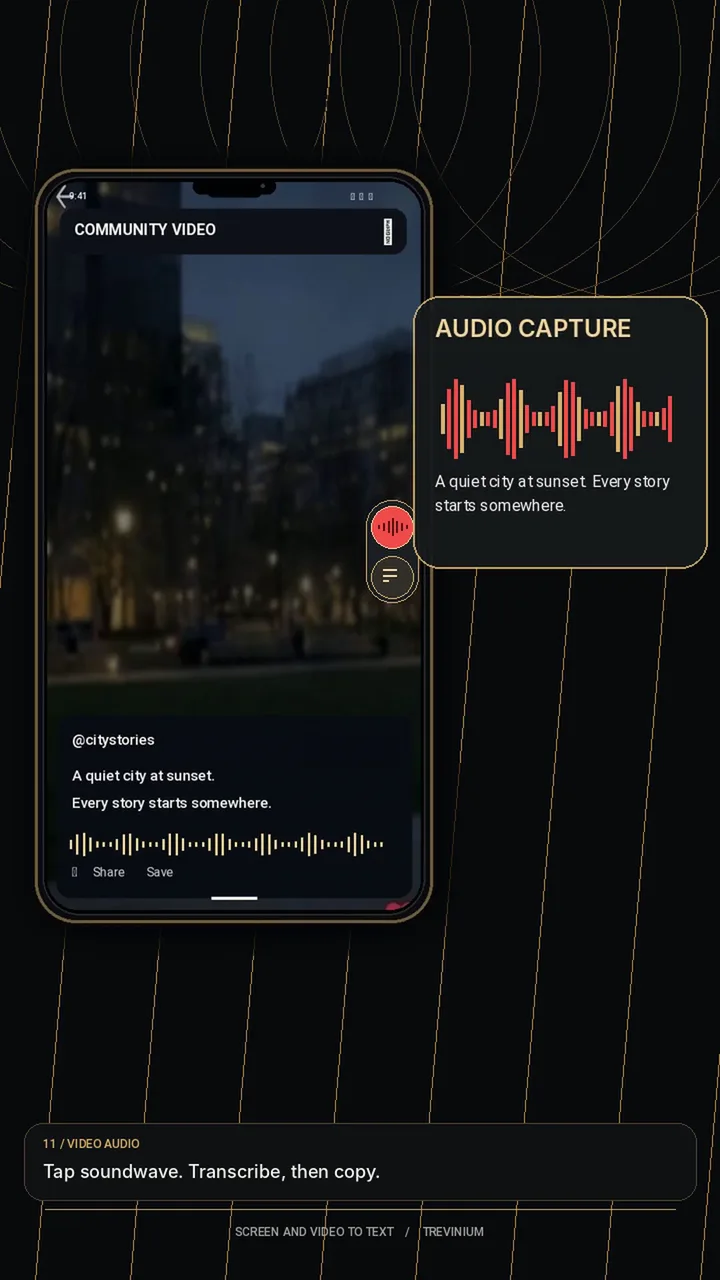 9:41
COMMUNITY VIDEO
AUDIO CAPTURE
A quiet city at sunset. Every story
starts somewhere.
@citystories
A quiet city at sunset.
Every story starts somewhere.
Share Save
11 / VIDEO AUDIO
Tap soundwave. Transcribe, then copy.
SCREEN AND VIDEO TO TEXT / TREVINIUM